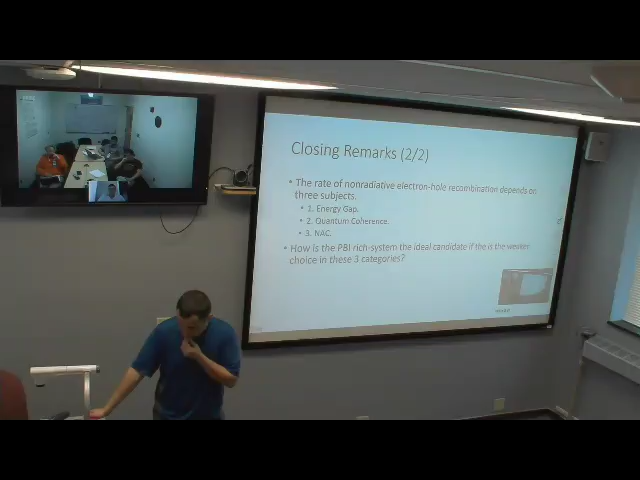 Closing Remarks (2/2)
• The rate of nonradiative electron-hole recombination depends on
three subjects.
• 1. Energy Gap.
• 2. Quantum Coherence.
• 3. NAC.
• How is the PBI rich-system the ideal candidate if the is the weaker
choice in these 3 categories?